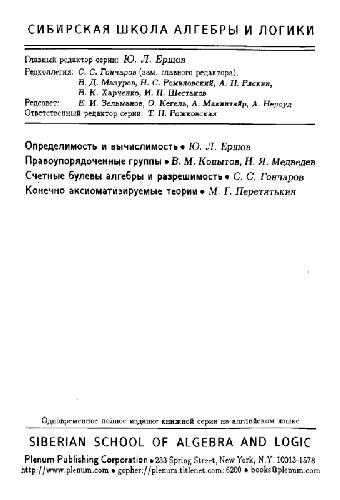 СИБИРСКАЯ ШКОЛА АЛГЕБРЫ И ЛОГИКИ
Главный редактор серии: Ю. Л. Ершов
Редколлегия: С. С. Гончаров (зам. главного редактора),
В. Д. Мазуров, Н. С. Романовский, А. Н. Ряскин,
В. К. Харченко, И. П. Шестаков
Редсовет: Е. И. Зельманов, О. Кегель, А. Макинтайр, А. Нероуд
Ответственный редактор серии: Т. Н. Рожковская
Определимость и вычислимость • Ю. Л. Ершов
Правоупорядоченные группы • В. М. Копытов, Н. Я. Медведев
Счетные булевы алгебры и разрешимость • С. С. Гончаров
Конечно аксиоматизируемые теории • М. Г. Перетятькин
Одновременное полное издание книжной серии на английском языке
SIBERIAN SCHOOL OF ALGEBRA AND LOGIC
Plenum Publishing Corporation • 233 Spring Street, New York, N.Y. 10013-1578
http://www.plenum.com • gopher://plenum.titlenet.com:6200 • books@plenum.com